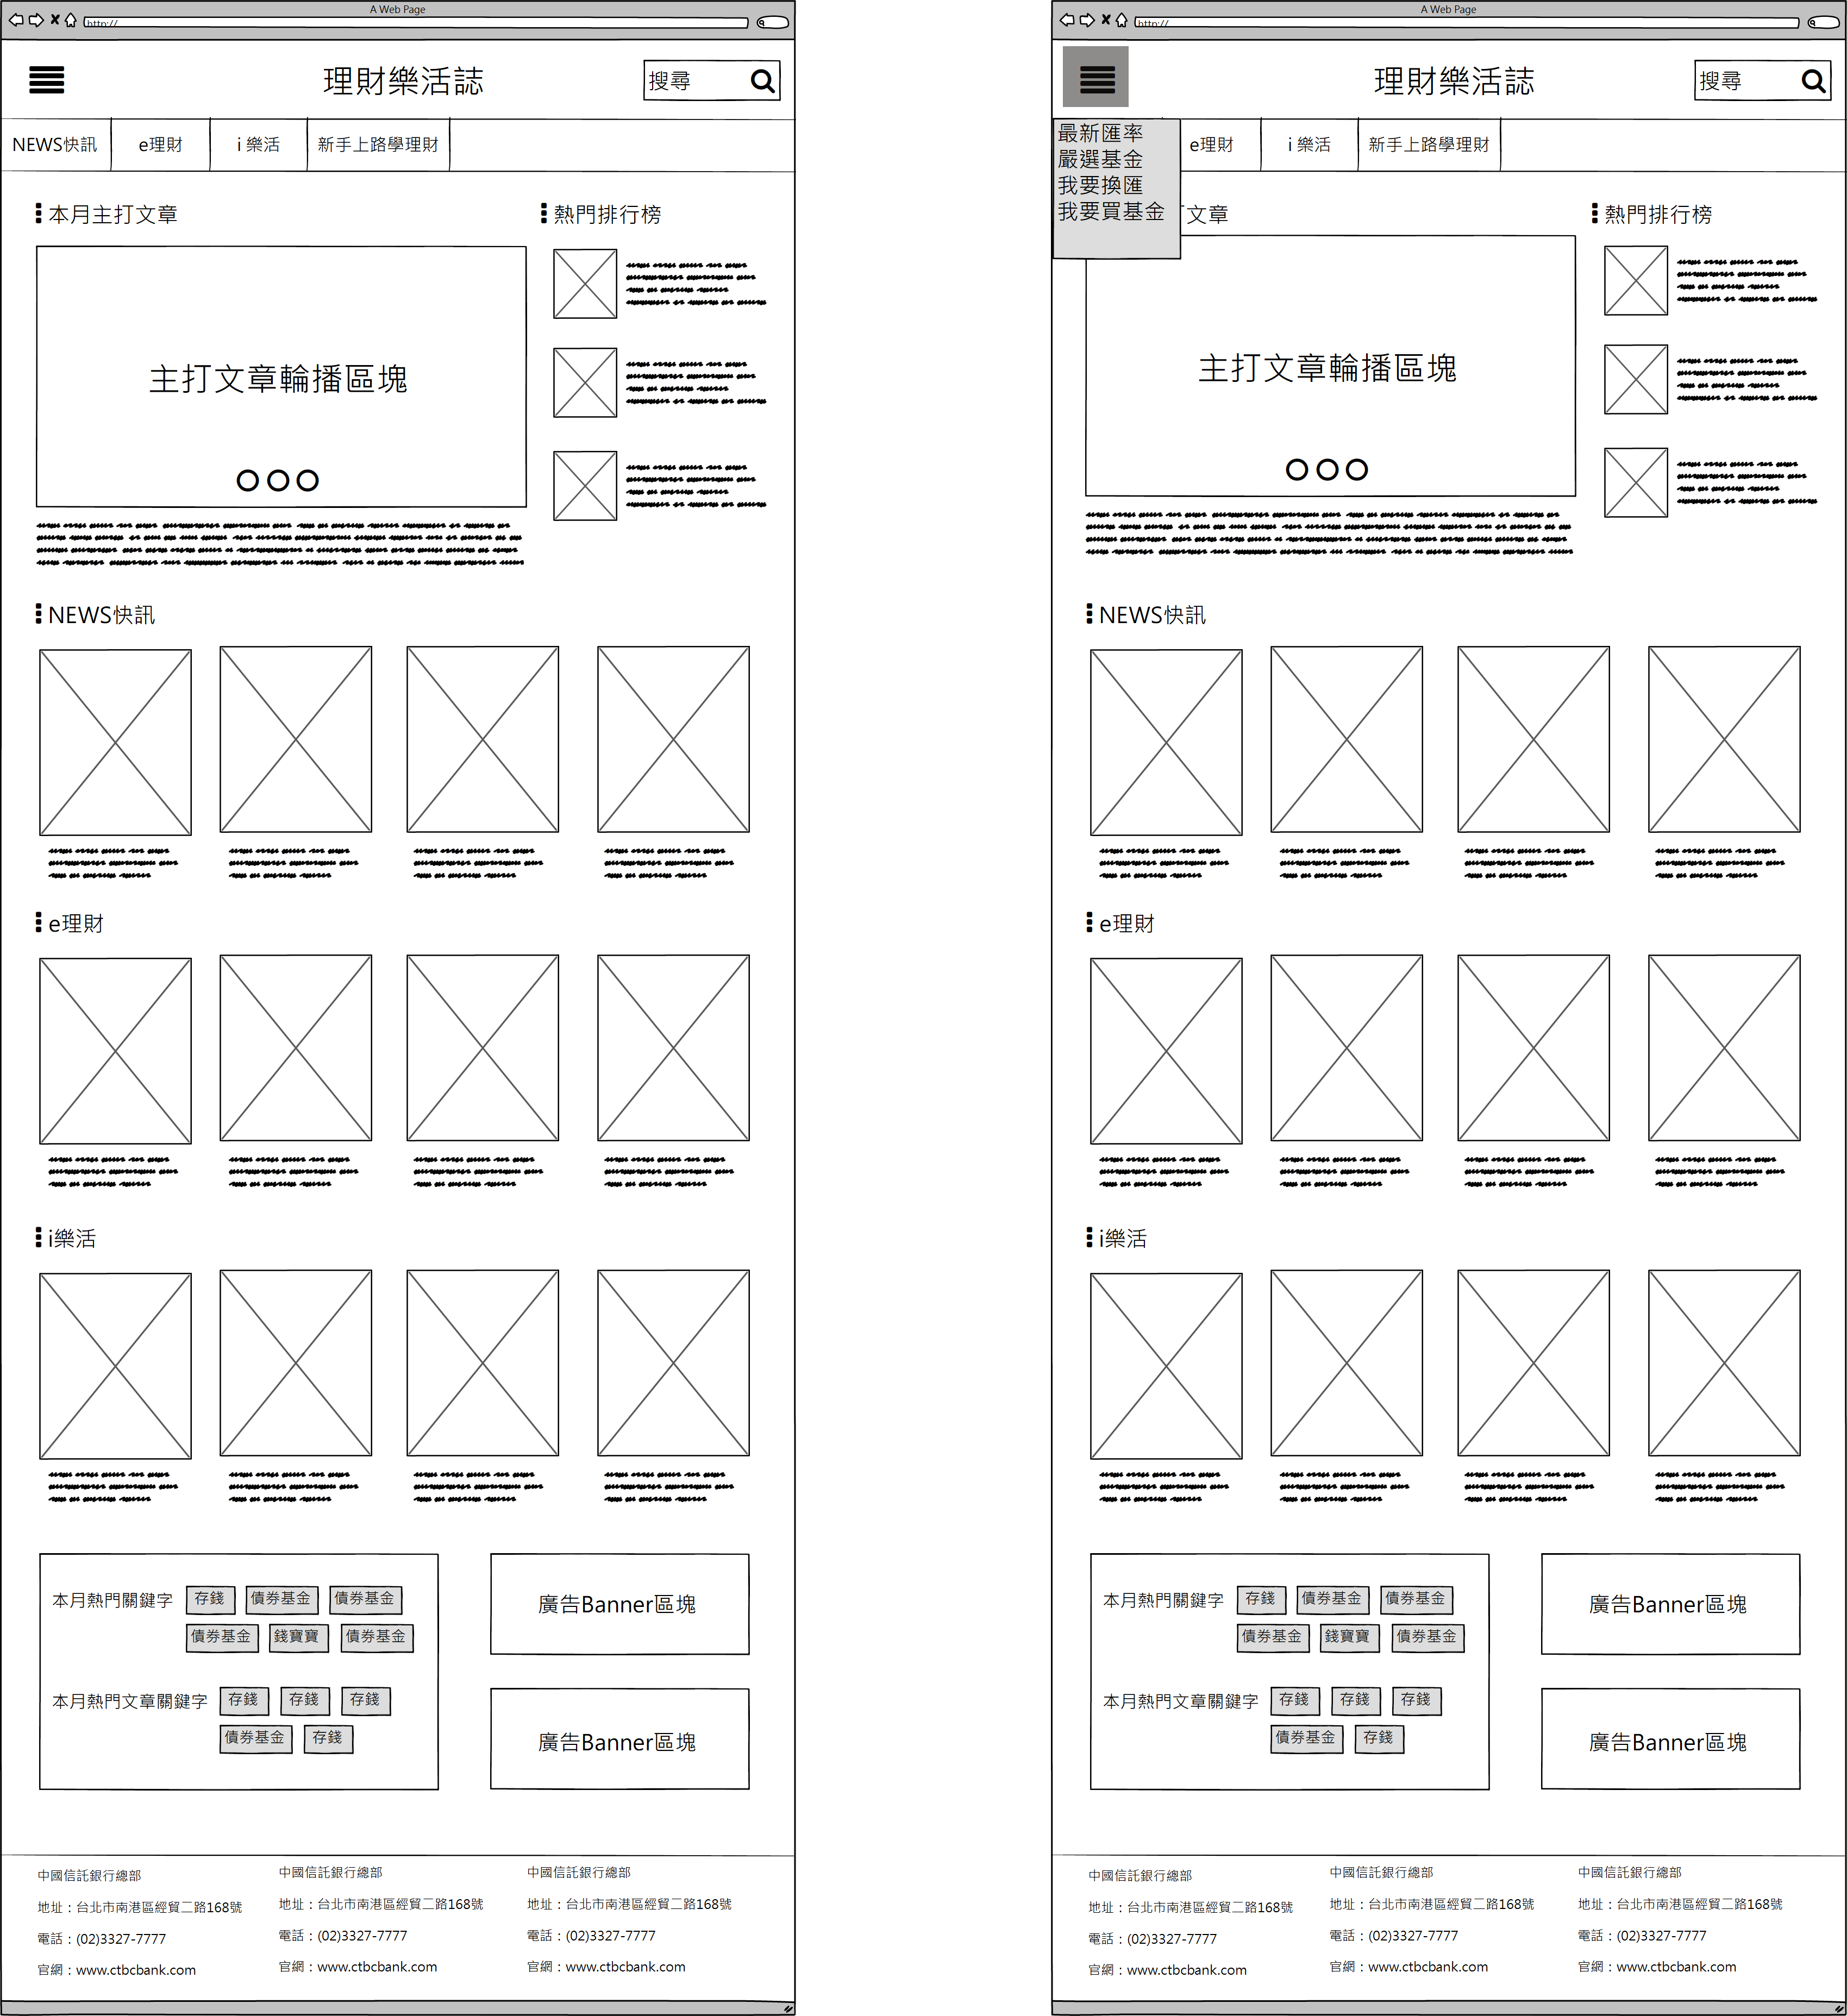 A Web Page
http://
理財樂活誌
搜尋
NEWS快訊
e理財
i 樂活
新手上路學理財
本月主打文章
熱門排行榜
主打文章輪播區塊
NEWS快訊
e理財
i樂活
本月熱門關鍵字
存錢
債券基金
債券基金
債券基金
錢寶寶
債券基金
本月熱門文章關鍵字
存錢
存錢
存錢
債券基金
存錢
廣告Banner區塊
廣告Banner區塊
中國信託銀行總部
地址：台北市南港區經貿二路168號
電話：(02)3327-7777
官網：www.ctbcbank.com
中國信託銀行總部
地址：台北市南港區經貿二路168號
電話：(02)3327-7777
官網：www.ctbcbank.com
中國信託銀行總部
地址：台北市南港區經貿二路168號
電話：(02)3327-7777
官網：www.ctbcbank.com
A Web Page
http://
理財樂活誌
搜尋
最新匯率
嚴選基金
我要換匯
我要買基金
e理財
i 樂活
新手上路學理財
文章
熱門排行榜
主打文章輪播區塊
NEWS快訊
e理財
i樂活
本月熱門關鍵字
存錢
債券基金
債券基金
債券基金
錢寶寶
債券基金
本月熱門文章關鍵字
存錢
存錢
存錢
債券基金
存錢
廣告Banner區塊
廣告Banner區塊
中國信託銀行總部
地址：台北市南港區經貿二路168號
電話：(02)3327-7777
官網：www.ctbcbank.com
中國信託銀行總部
地址：台北市南港區經貿二路168號
電話：(02)3327-7777
官網：www.ctbcbank.com
中國信託銀行總部
地址：台北市南港區經貿二路168號
電話：(02)3327-7777
官網：www.ctbcbank.com